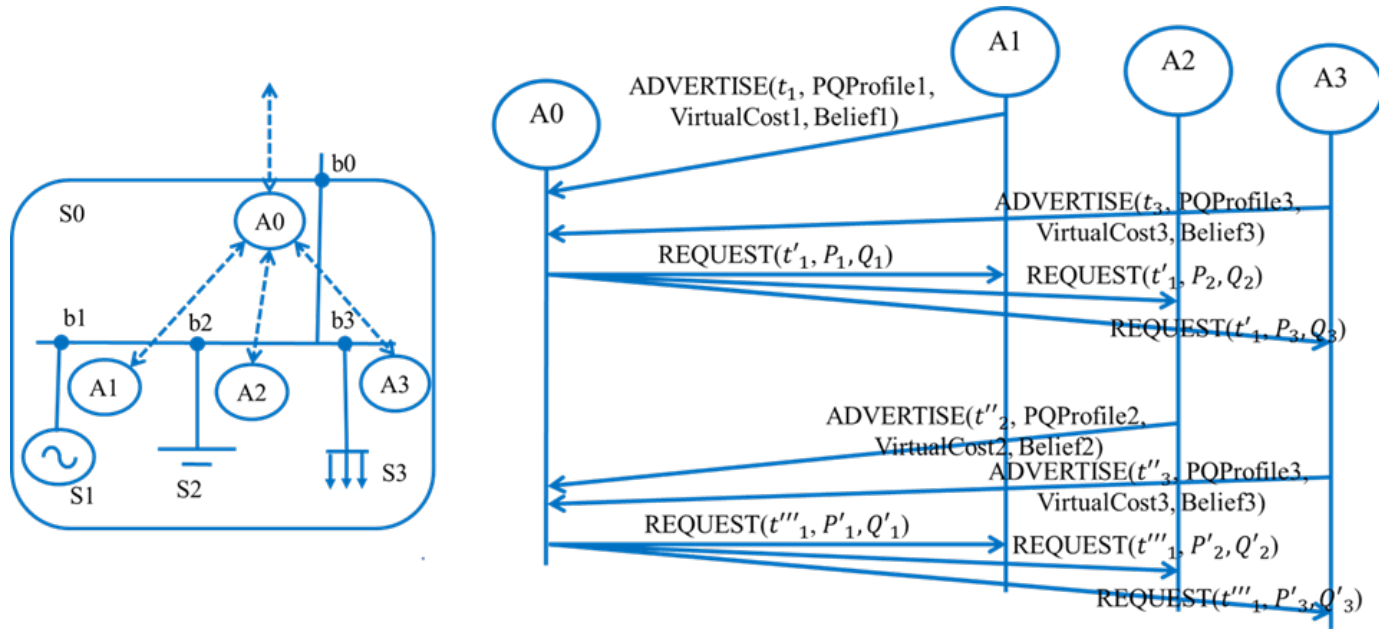 b0
S0
A0
b1
b2
b3
A1
A2
A3
S1
S2
S3
A0
A1
A2
A3
ADVERTISE(t₁, PQProfile1,
VirtualCost1, Belief1)
ADVERTISE(t₃, PQProfile3,
VirtualCost3, Belief3)
REQUEST(t'₁, P₁, Q₁)
REQUEST(t'₁, P₂, Q₂)
REQUEST(t'₁, P₃, Q₃)
ADVERTISE(t''₂, PQProfile2,
VirtualCost2, Belief2)
ADVERTISE(t''₃, PQProfile3,
VirtualCost3, Belief3)
REQUEST(t'''₁, P'₁, Q'₁)
REQUEST(t'''₁, P'₂, Q'₂)
REQUEST(t'''₁, P'₃, Q'₃)